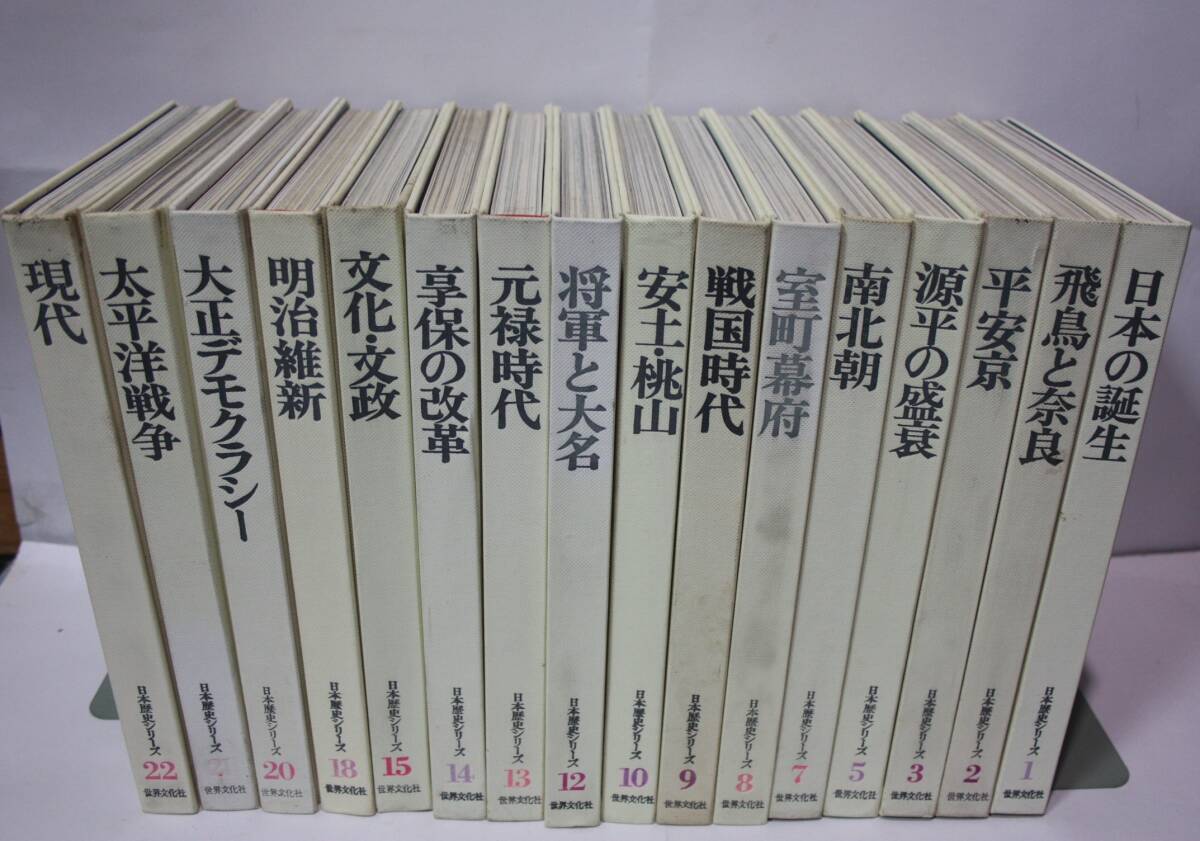 日本の誕生
日本歴史シリーズ
1
世界文化社
飛鳥と奈良
日本歴史シリーズ
2
世界文化社
平安京
日本歴史シリーズ
3
世界文化社
源平の盛衰
日本歴史シリーズ
5
世界文化社
南北朝
日本歴史シリーズ
7
世界文化社
室町幕府
日本歴史シリーズ
8
世界文化社
戦国時代
日本歴史シリーズ
9
世界文化社
安土・桃山
日本歴史シリーズ
10
世界文化社
将軍と大名
日本歴史シリーズ
12
世界文化社
元禄時代
日本歴史シリーズ
13
世界文化社
享保の改革
日本歴史シリーズ
14
世界文化社
文化・文政
日本歴史シリーズ
15
世界文化社
明治維新
日本歴史シリーズ
18
世界文化社
大正デモクラシー
日本歴史シリーズ
20
世界文化社
太平洋戦争
日本歴史シリーズ
21
世界文化社
現代
日本歴史シリーズ
22
世界文化社